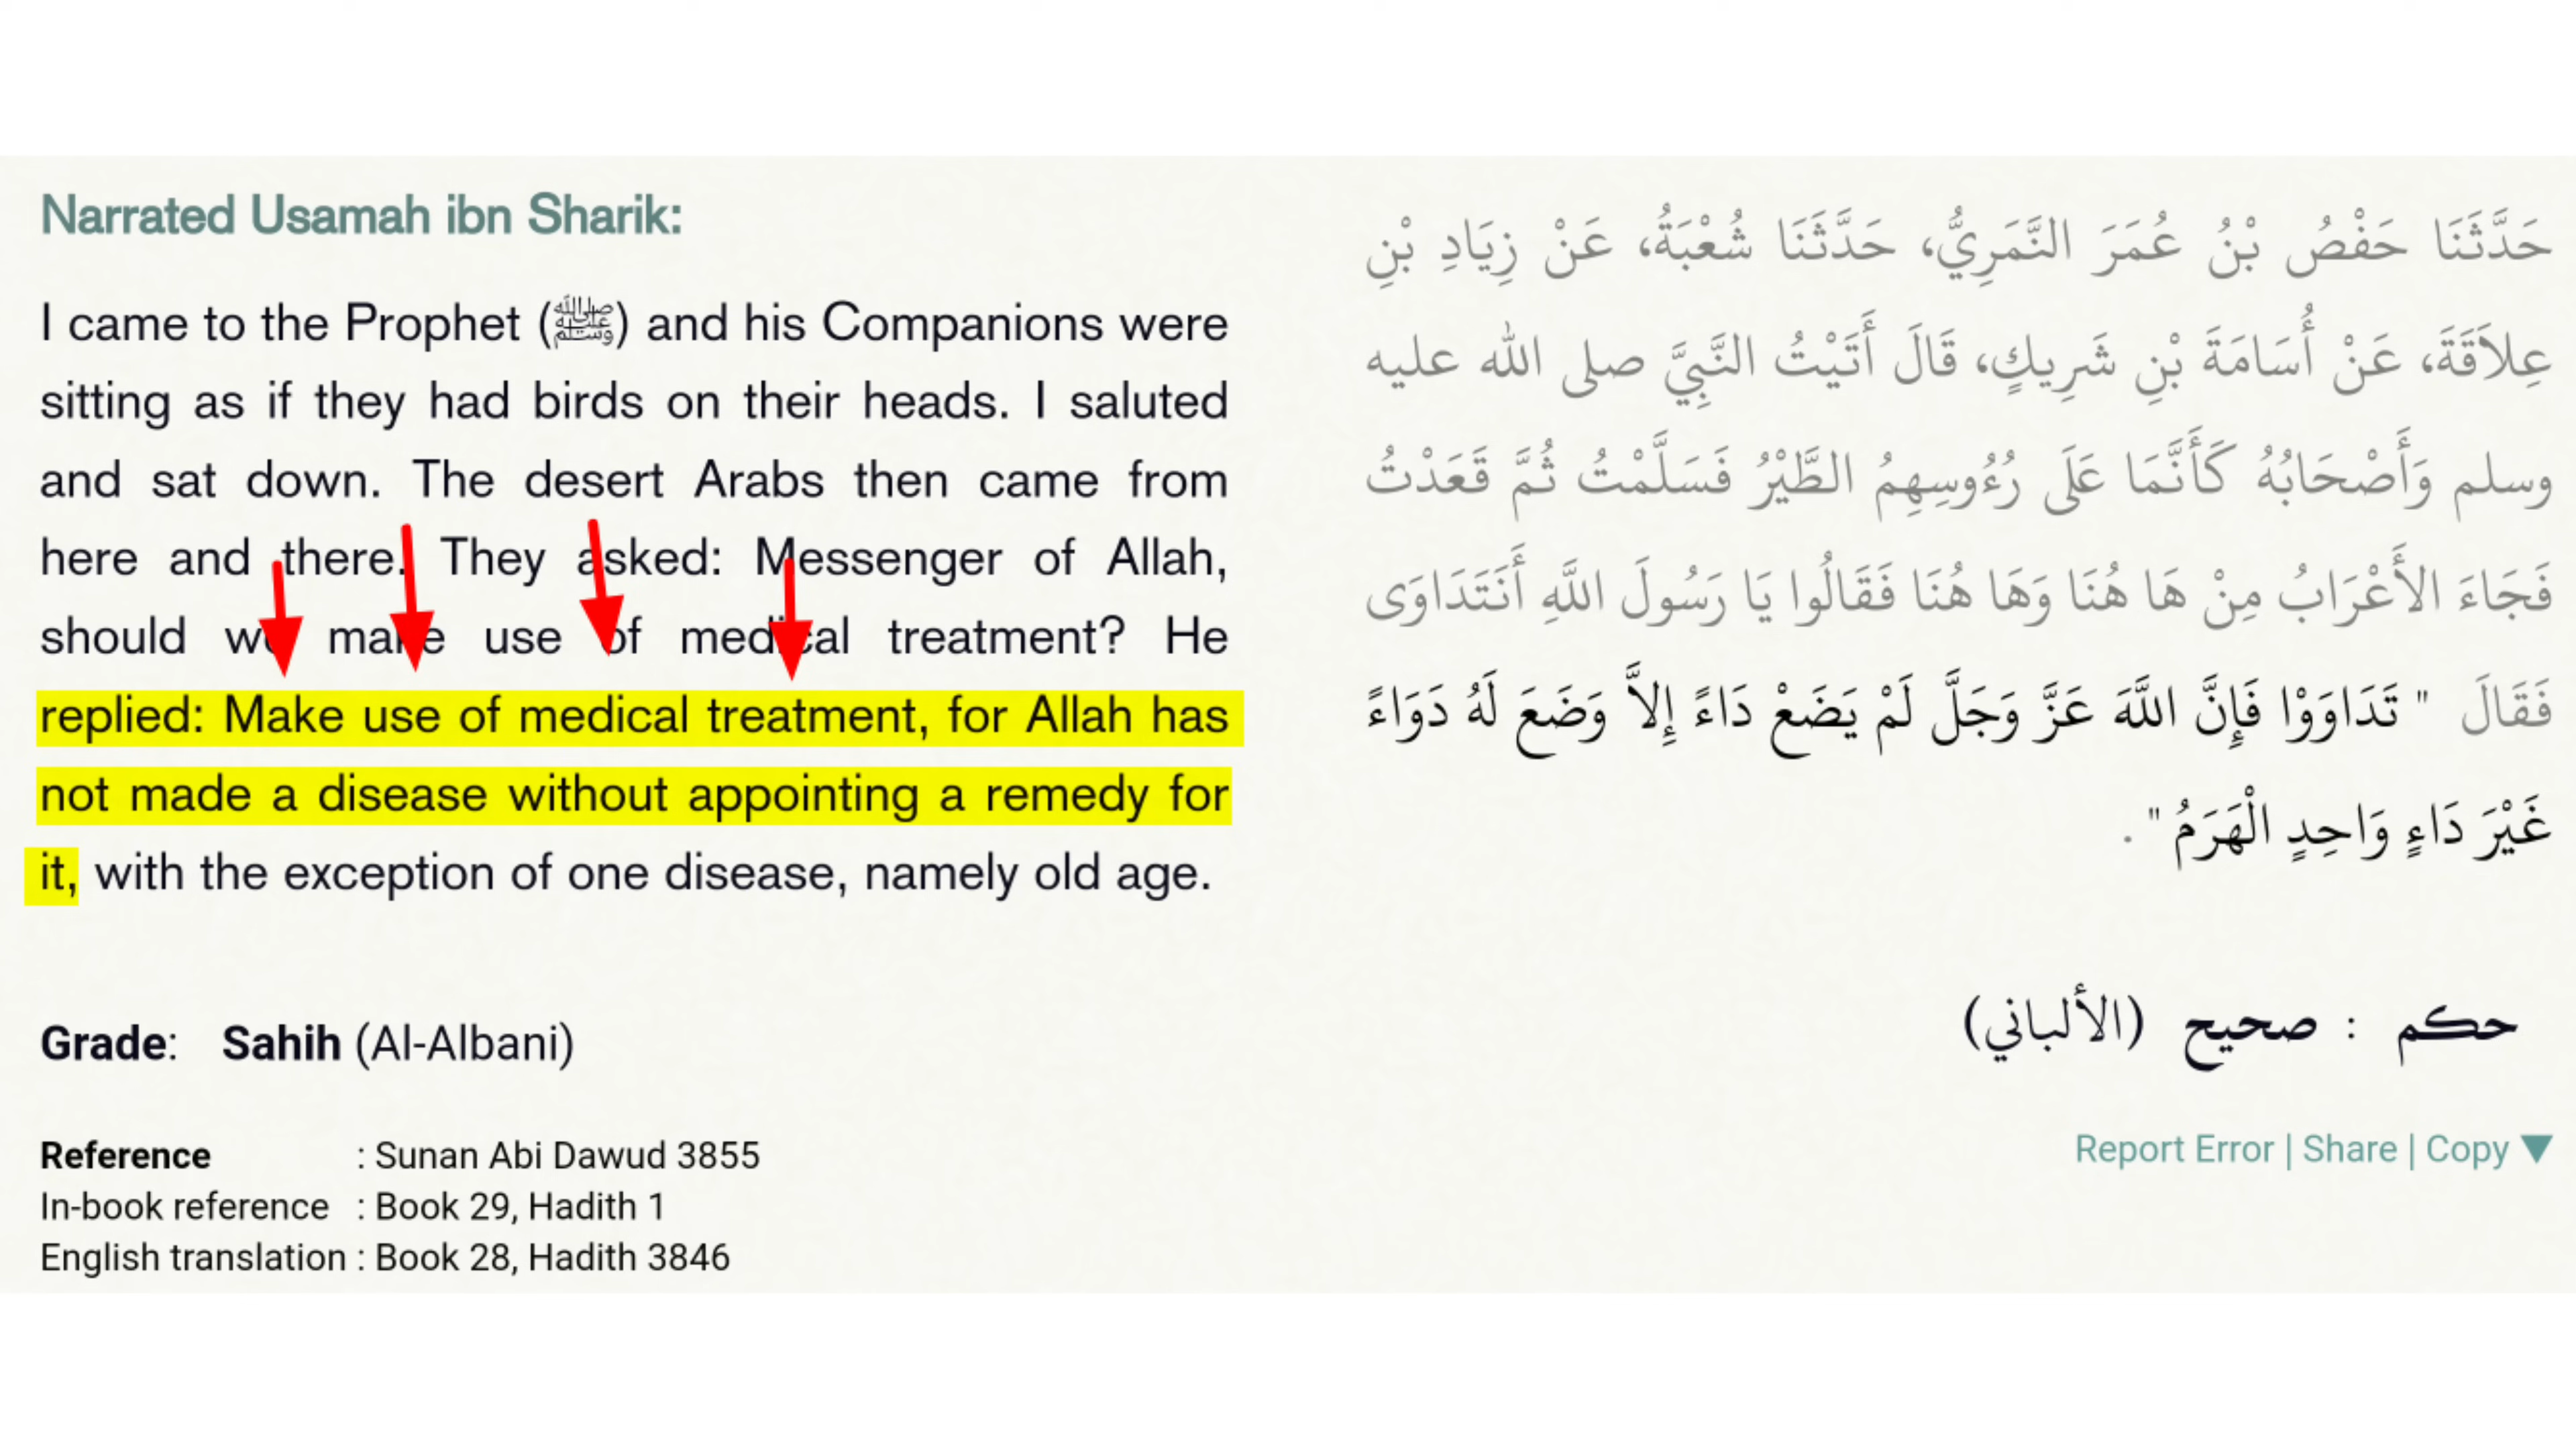 Narrated Usamah ibn Sharik:
I came to the Prophet (ﷺ) and his Companions were
sitting as if they had birds on their heads. I saluted
and sat down. The desert Arabs then came from
here and there. They asked: Messenger of Allah,
should we make use of medical treatment? He
replied: Make use of medical treatment, for Allah has
not made a disease without appointing a remedy for
it, with the exception of one disease, namely old age.
حَدَّثَنَا حَفْصُ بْنُ عُمَرَ النَّمَرِيُّ، حَدَّثَنَا شُعْبَةُ، عَنْ زِيَادِ بْنِ
عِلاَقَةَ، عَنْ أُسَامَةَ بْنِ شَرِيكٍ، قَالَ أَتَيْتُ النَّبِيَّ صلى الله عليه
وسلم وَأَصْحَابُهُ كَأَنَّمَا عَلَى رُءُوسِهِمُ الطَّيْرُ فَسَلَّمْتُ ثُمَّ قَعَدْتُ
فَجَاءَ الأَعْرَابُ مِنْ هَا هُنَا وَهَا هُنَا فَقَالُوا يَا رَسُولَ اللَّهِ أَنَتَدَاوَى
فَقَالَ " تَدَاوَوْا فَإِنَّ اللَّهَ عَزَّ وَجَلَّ لَمْ يَضَعْ دَاءً إِلاَّ وَضَعَ لَهُ دَوَاءً
غَيْرَ دَاءٍ وَاحِدٍ الْهَرَمُ " .
Grade: Sahih (Al-Albani)
حكم : صحيح (الألباني)
Reference : Sunan Abi Dawud 3855
In-book reference : Book 29, Hadith 1
English translation : Book 28, Hadith 3846
Report Error | Share | Copy ▼